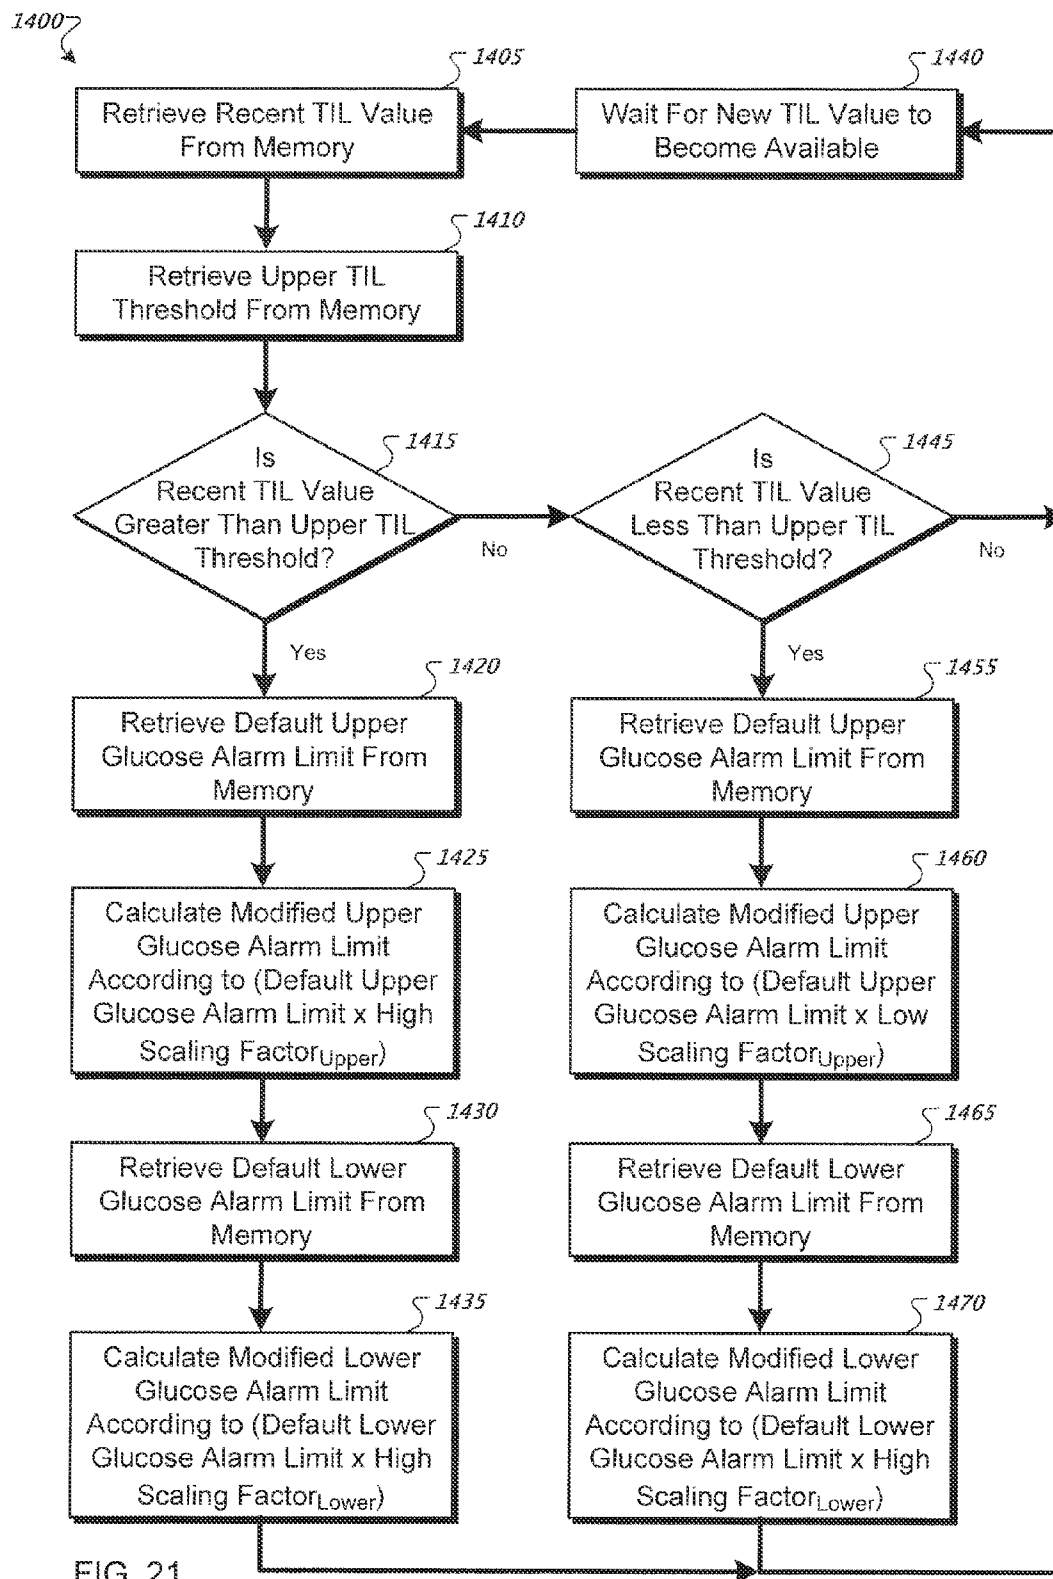 1400
1405
Retrieve Recent TIL Value
From Memory
1440
Wait For New TIL Value to
Become Available
1410
Retrieve Upper TIL
Threshold From Memory
1415
Is
Recent TIL Value
Greater Than Upper TIL
Threshold?
No
Yes
1445
Is
Recent TIL Value
Less Than Upper TIL
Threshold?
No
Yes
1420
Retrieve Default Upper
Glucose Alarm Limit From
Memory
1455
Retrieve Default Upper
Glucose Alarm Limit From
Memory
1425
Calculate Modified Upper
Glucose Alarm Limit
According to (Default Upper
Glucose Alarm Limit x High
Scaling FactorUpper)
1460
Calculate Modified Upper
Glucose Alarm Limit
According to (Default Upper
Glucose Alarm Limit x Low
Scaling FactorUpper)
1430
Retrieve Default Lower
Glucose Alarm Limit From
Memory
1465
Retrieve Default Lower
Glucose Alarm Limit From
Memory
1435
Calculate Modified Lower
Glucose Alarm Limit
According to (Default Lower
Glucose Alarm Limit x High
Scaling FactorLower)
1470
Calculate Modified Lower
Glucose Alarm Limit
According to (Default Lower
Glucose Alarm Limit x High
Scaling FactorLower)
FIG. 21